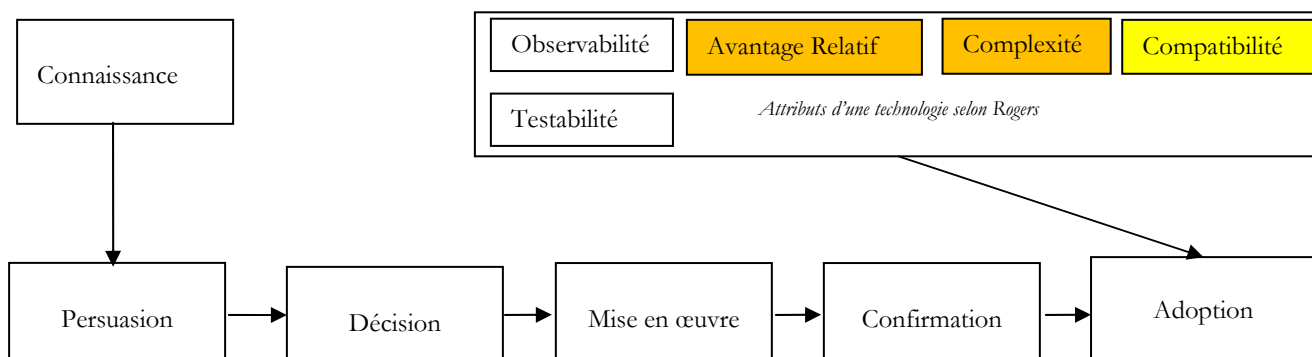 Connaissance
Observabilité
Avantage Relatif
Complexité
Compatibilité
Testabilité
Attributs d'une technologie selon Rogers
Persuasion
Décision
Mise en œuvre
Confirmation
Adoption